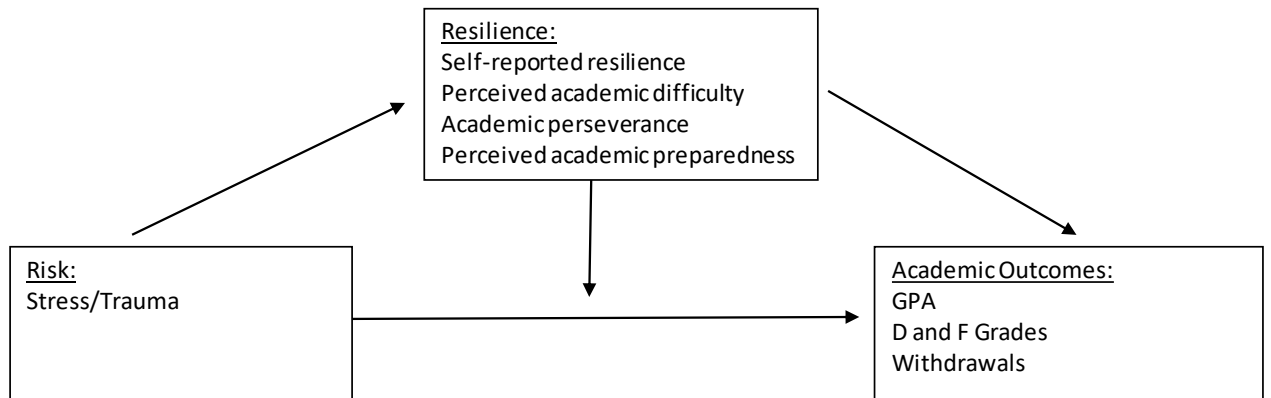 Resilience:
Self-reported resilience
Perceived academic difficulty
Academic perseverance
Perceived academic preparedness
Risk:
Stress/Trauma
Academic Outcomes:
GPA
D and F Grades
Withdrawals